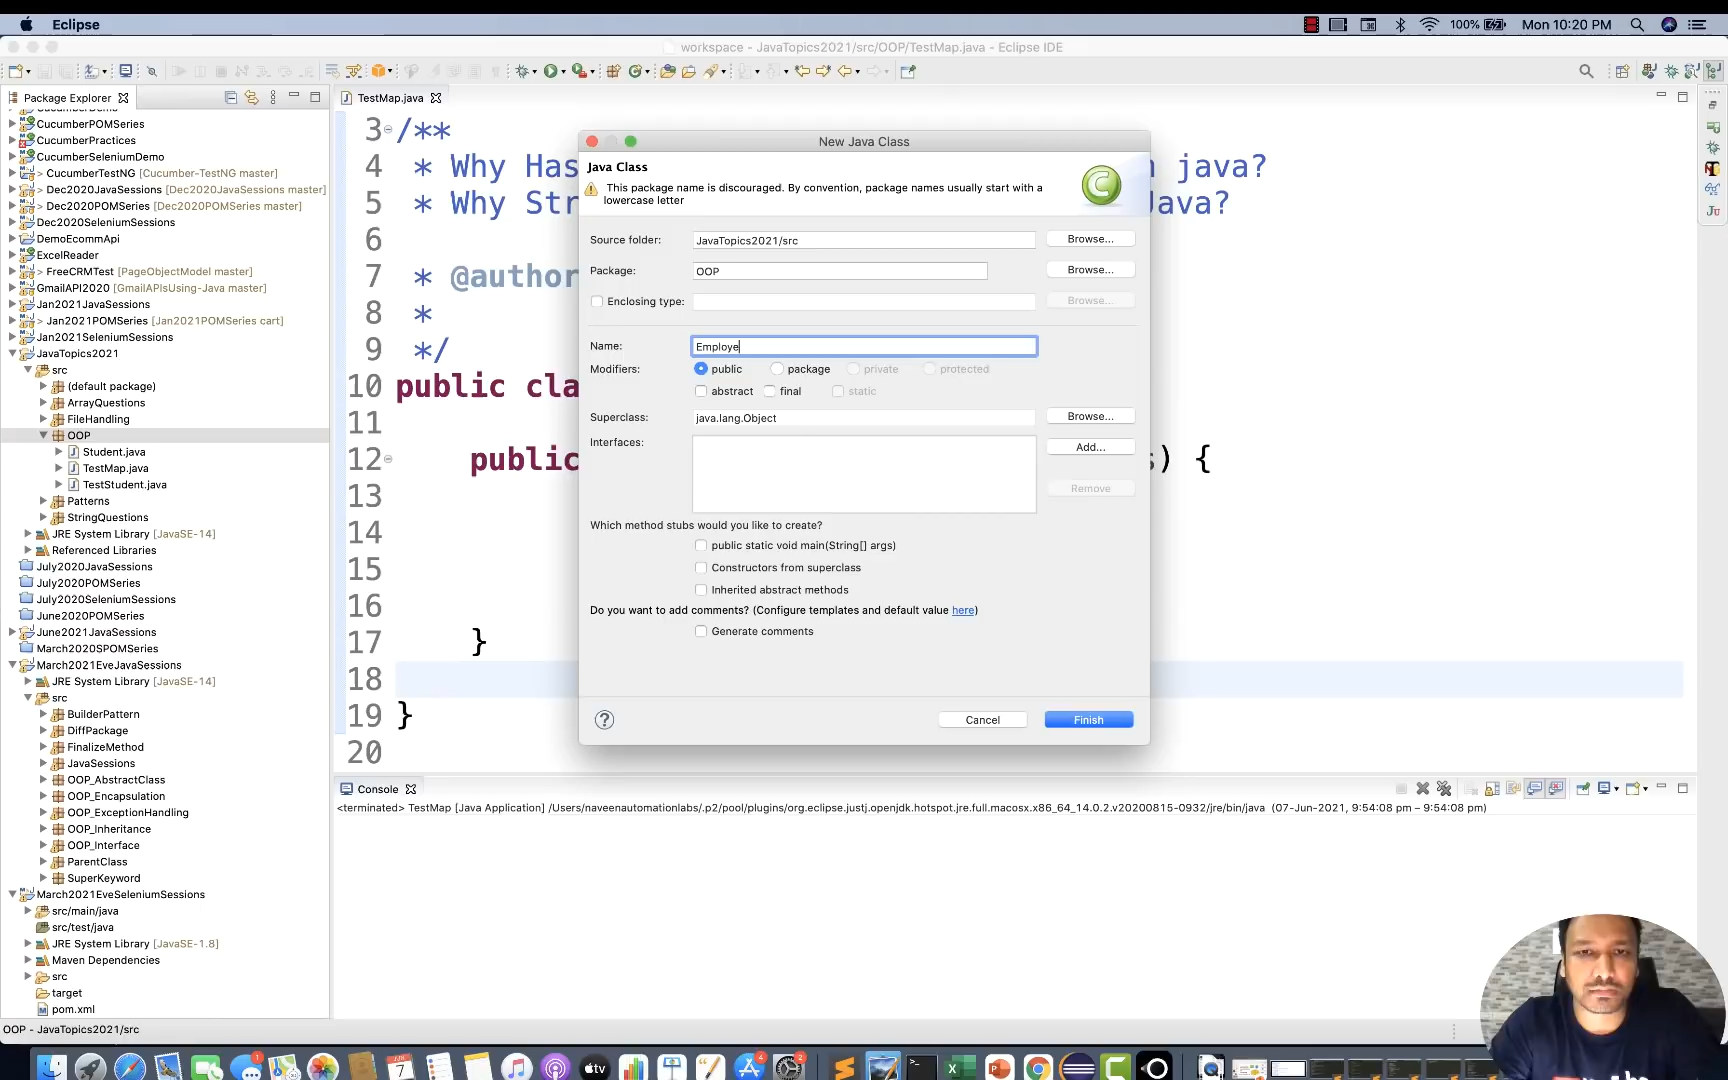 Eclipse
100%
Mon 10:20 PM
workspace - JavaTopics2021/src/OOP/TestMap.java - Eclipse IDE
Package Explorer
CucumberPOMSeries
CucumberPractices
CucumberSeleniumDemo
> CucumberTestNG [Cucumber-TestNG master]
Dec2020JavaSessions [Dec2020JavaSessions master]
> Dec2020POMSeries [Dec2020POMSeries master]
Dec2020SeleniumSessions
DemoEcommApi
ExcelReader
> FreeCRMTest [PageObjectModel master]
GmailAPI2020 [GmailAPIsUsing-Java master]
Jan2021JavaSessions
> Jan2021POMSeries [Jan2021POMSeries cart]
Jan2021SeleniumSessions
JavaTopics2021
src
(default package)
ArrayQuestions
FileHandling
OOP
Student.java
TestMap.java
TestStudent.java
Patterns
StringQuestions
JRE System Library [JavaSE-14]
Referenced Libraries
July2020JavaSessions
July2020POMSeries
July2020SeleniumSessions
June2020POMSeries
June2021JavaSessions
March2020SPOMSeries
March2021EveJavaSessions
JRE System Library [JavaSE-14]
src
BuilderPattern
DiffPackage
FinalizeMethod
JavaSessions
OOP_AbstractClass
OOP_Encapsulation
OOP_ExceptionHandling
OOP_Inheritance
OOP_Interface
ParentClass
SuperKeyword
March2021EveSeleniumSessions
src/main/java
src/test/java
JRE System Library [JavaSE-1.8]
Maven Dependencies
src
target
pom.xml
OOP - JavaTopics2021/src
TestMap.java
3 /**
4 * Why Has java?
5 * Why Str Java?
6
7 * @author
8 *
9 */
10 public cla
11
12 public ) {
13
14
15
16
17 }
18
19 }
20
New Java Class
Java Class
This package name is discouraged. By convention, package names usually start with a
lowercase letter
Source folder: JavaTopics2021/src Browse...
Package: OOP Browse...
Enclosing type: Browse...
Name: Employe
Modifiers: public package private protected
abstract final static
Superclass: java.lang.Object Browse...
Interfaces: Add...
Remove
Which method stubs would you like to create?
public static void main(String[] args)
Constructors from superclass
Inherited abstract methods
Do you want to add comments? (Configure templates and default value here)
Generate comments
Cancel Finish
Console
<terminated> TestMap [Java Application] /Users/naveenautomationlabs/.p2/pool/plugins/org.eclipse.justj.openjdk.hotspot.jre.full.macosx.x86_64_14.0.2.v20200815-0932/jre/bin/java (07-Jun-2021, 9:54:08 pm – 9:54:08 pm)